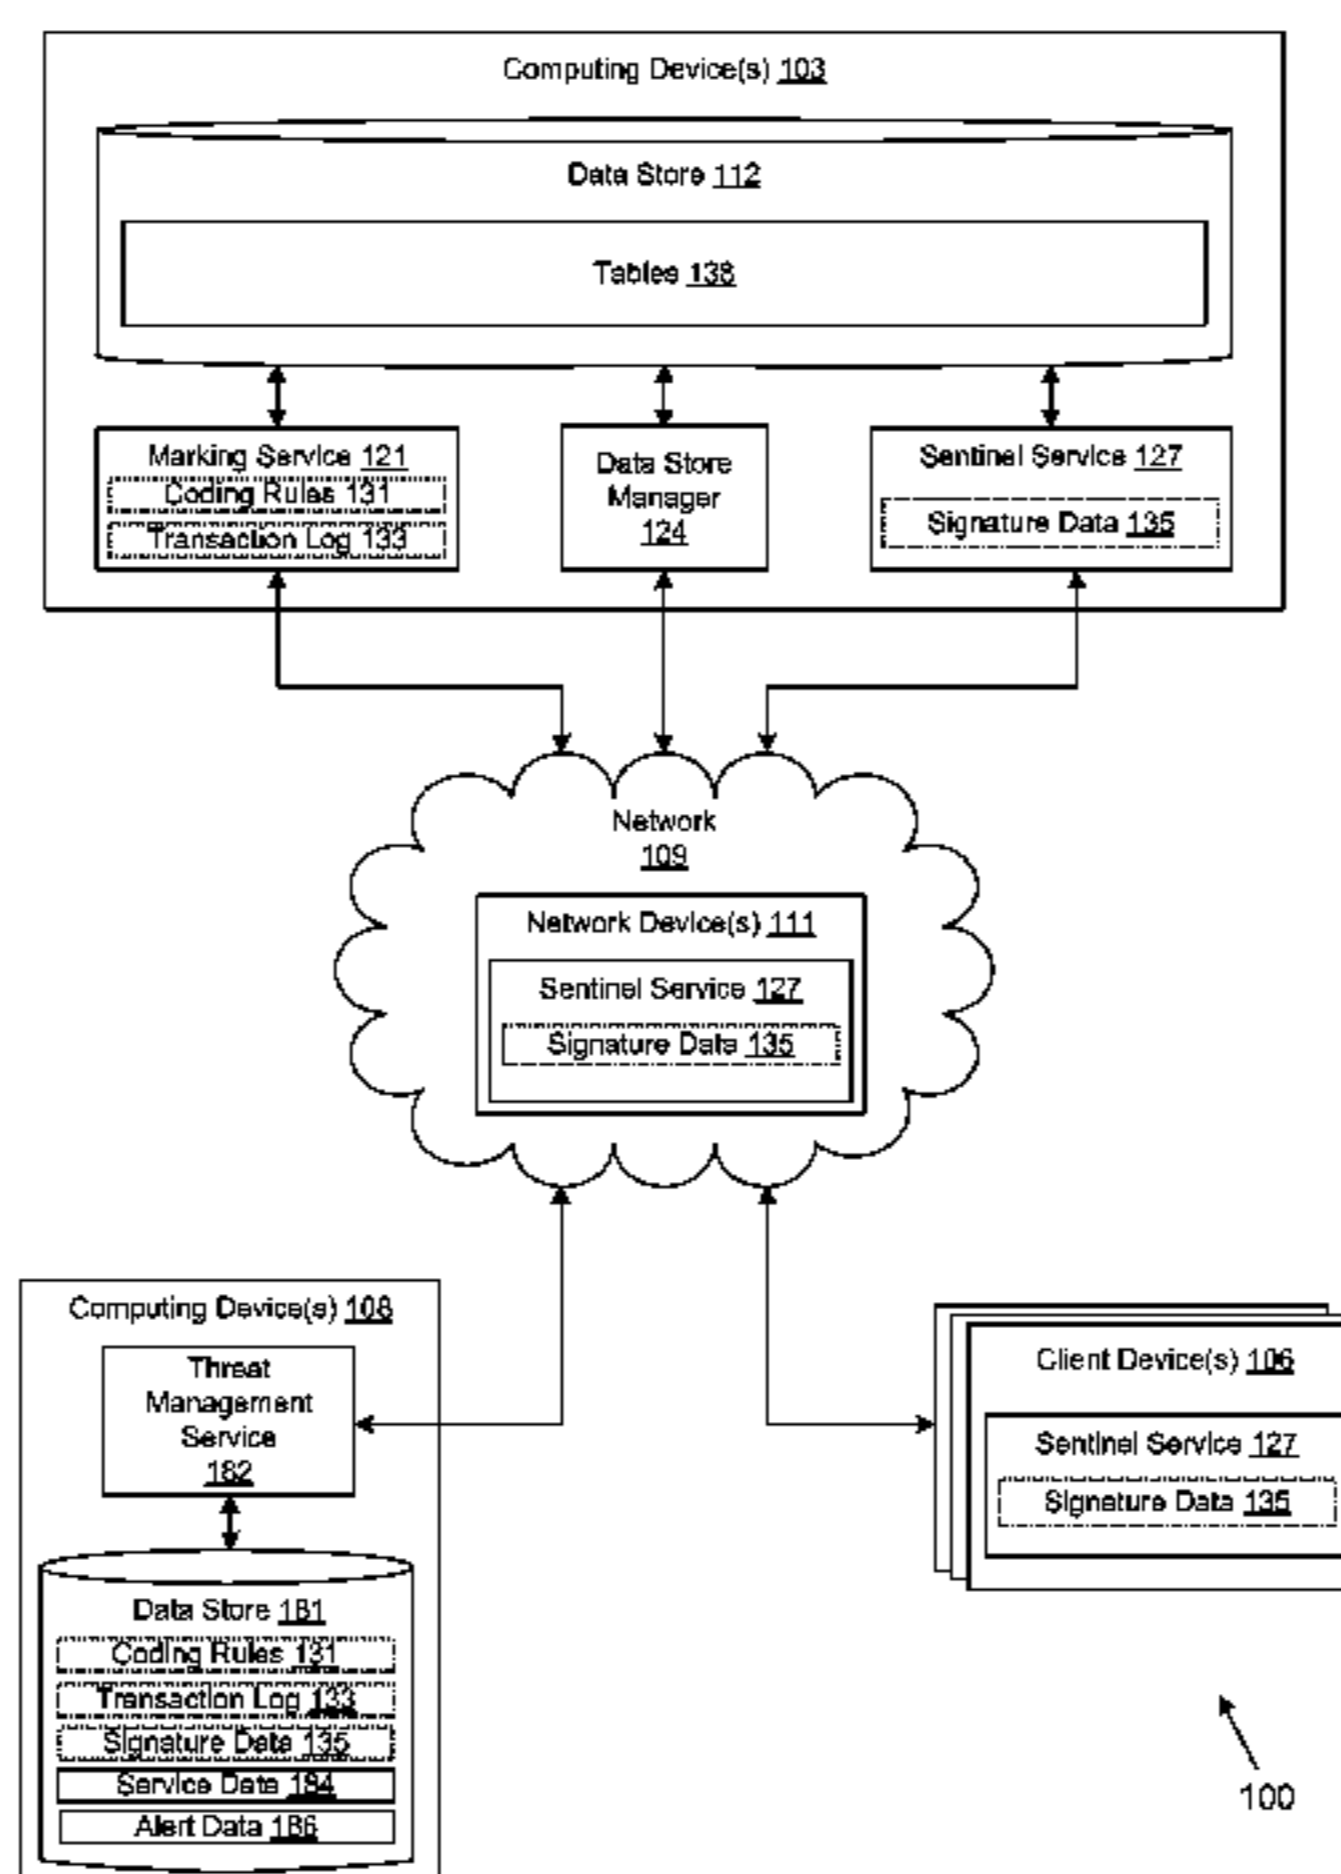 Computing Device(s) 103
Data Store 112
Tables 138
Marking Service 121
Coding Rules 131
Transaction Log 133
Data Store
Manager
124
Sentinel Service 127
Signature Data 135
Network
109
Network Device(s) 111
Sentinel Service 127
Signature Data 135
Computing Device(s) 108
Threat
Management
Service
182
Data Store 181
Coding Rules 131
Transaction Log 133
Signature Data 135
Service Data 184
Alert Data 186
Client Device(s) 106
Sentinel Service 127
Signature Data 135
100